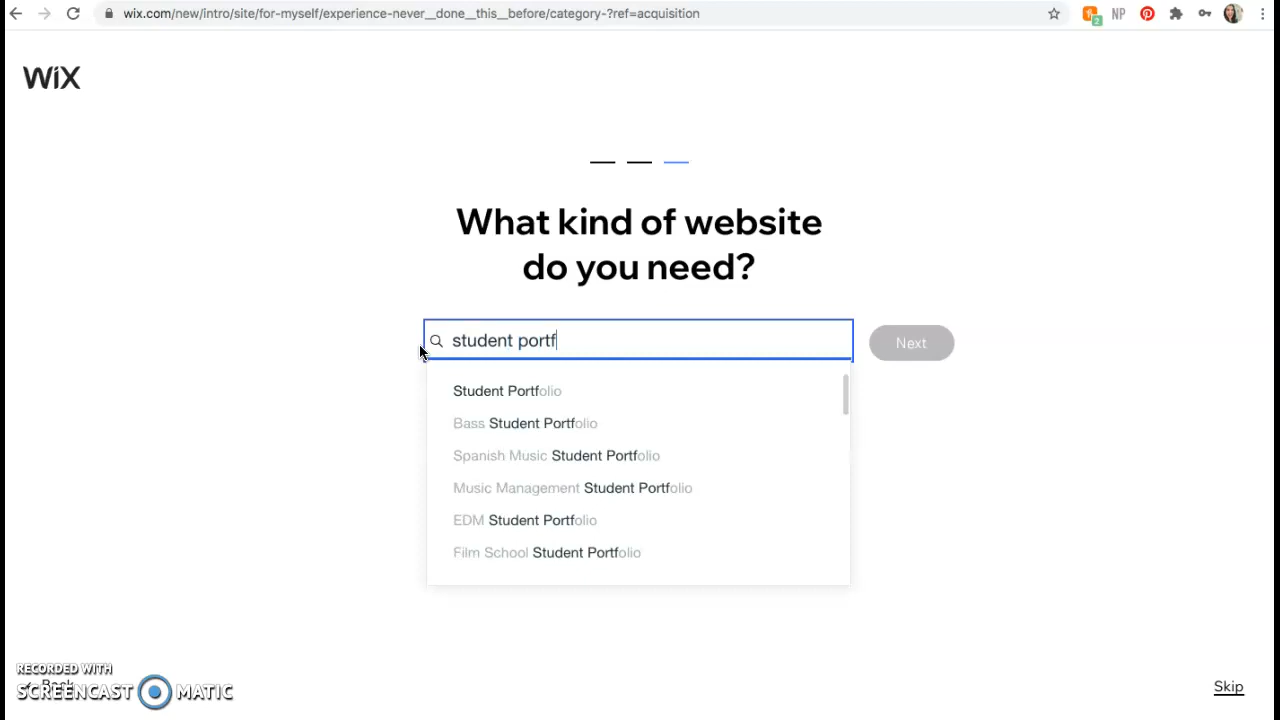 wix.com/new/intro/site/for-myself/experience-never__done__this__before/category-?ref=acquisition
2
NP
WiX
What kind of website
do you need?
student portf
Next
Student Portfolio
Bass Student Portfolio
Spanish Music Student Portfolio
Music Management Student Portfolio
EDM Student Portfolio
Film School Student Portfolio
RECORDED WITH
Back
SCREENCAST MATIC
Skip